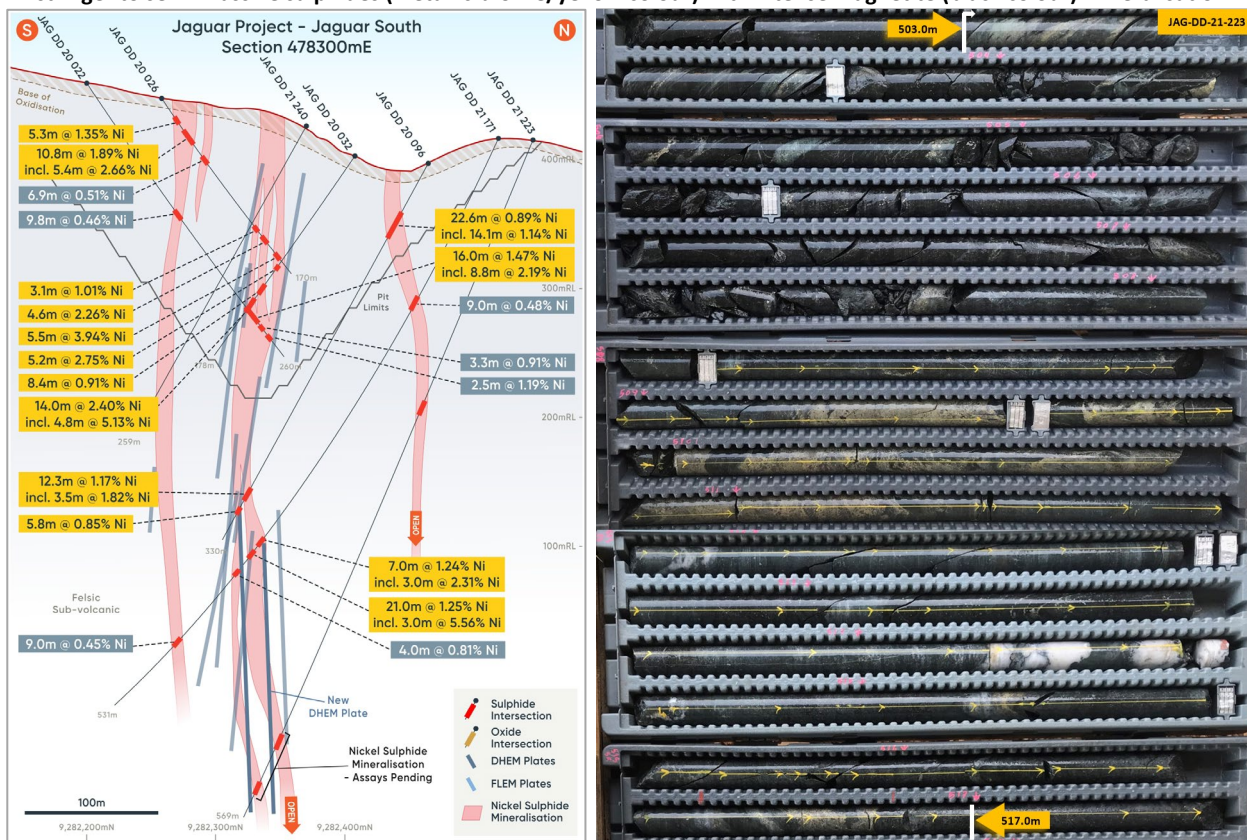 S
Jaguar Project - Jaguar South
Section 478300mE
N
JAG DD 20 022
JAG DD 20 026
JAG DD 21 240
JAG DD 20 032
JAG DD 20 096
JAG DD 21 171
JAG DD 21 223
Base of
Oxidisation
400mRL
5.3m @ 1.35% Ni
10.8m @ 1.89% Ni
incl. 5.4m @ 2.66% Ni
6.9m @ 0.51% Ni
9.8m @ 0.46% Ni
22.6m @ 0.89% Ni
incl. 14.1m @ 1.14% Ni
16.0m @ 1.47% Ni
incl. 8.8m @ 2.19% Ni
170m
Pit
Limits
300mRL
9.0m @ 0.48% Ni
3.1m @ 1.01% Ni
4.6m @ 2.26% Ni
5.5m @ 3.94% Ni
5.2m @ 2.75% Ni
8.4m @ 0.91% Ni
14.0m @ 2.40% Ni
incl. 4.8m @ 5.13% Ni
178m
260m
3.3m @ 0.91% Ni
2.5m @ 1.19% Ni
200mRL
259m
12.3m @ 1.17% Ni
incl. 3.5m @ 1.82% Ni
5.8m @ 0.85% Ni
330m
OPEN
100mRL
7.0m @ 1.24% Ni
incl. 3.0m @ 2.31% Ni
21.0m @ 1.25% Ni
incl. 3.0m @ 5.56% Ni
4.0m @ 0.81% Ni
Felsic
Sub-volcanic
9.0m @ 0.45% Ni
531m
New
DHEM Plate
Nickel Sulphide
Mineralisation
- Assays Pending
Sulphide
Intersection
Oxide
Intersection
DHEM Plates
FLEM Plates
Nickel Sulphide
Mineralisation
100m
569m
OPEN
9,282,200mN
9,282,300mN
9,282,400mN
503.0m
JAG-DD-21-223
517.0m